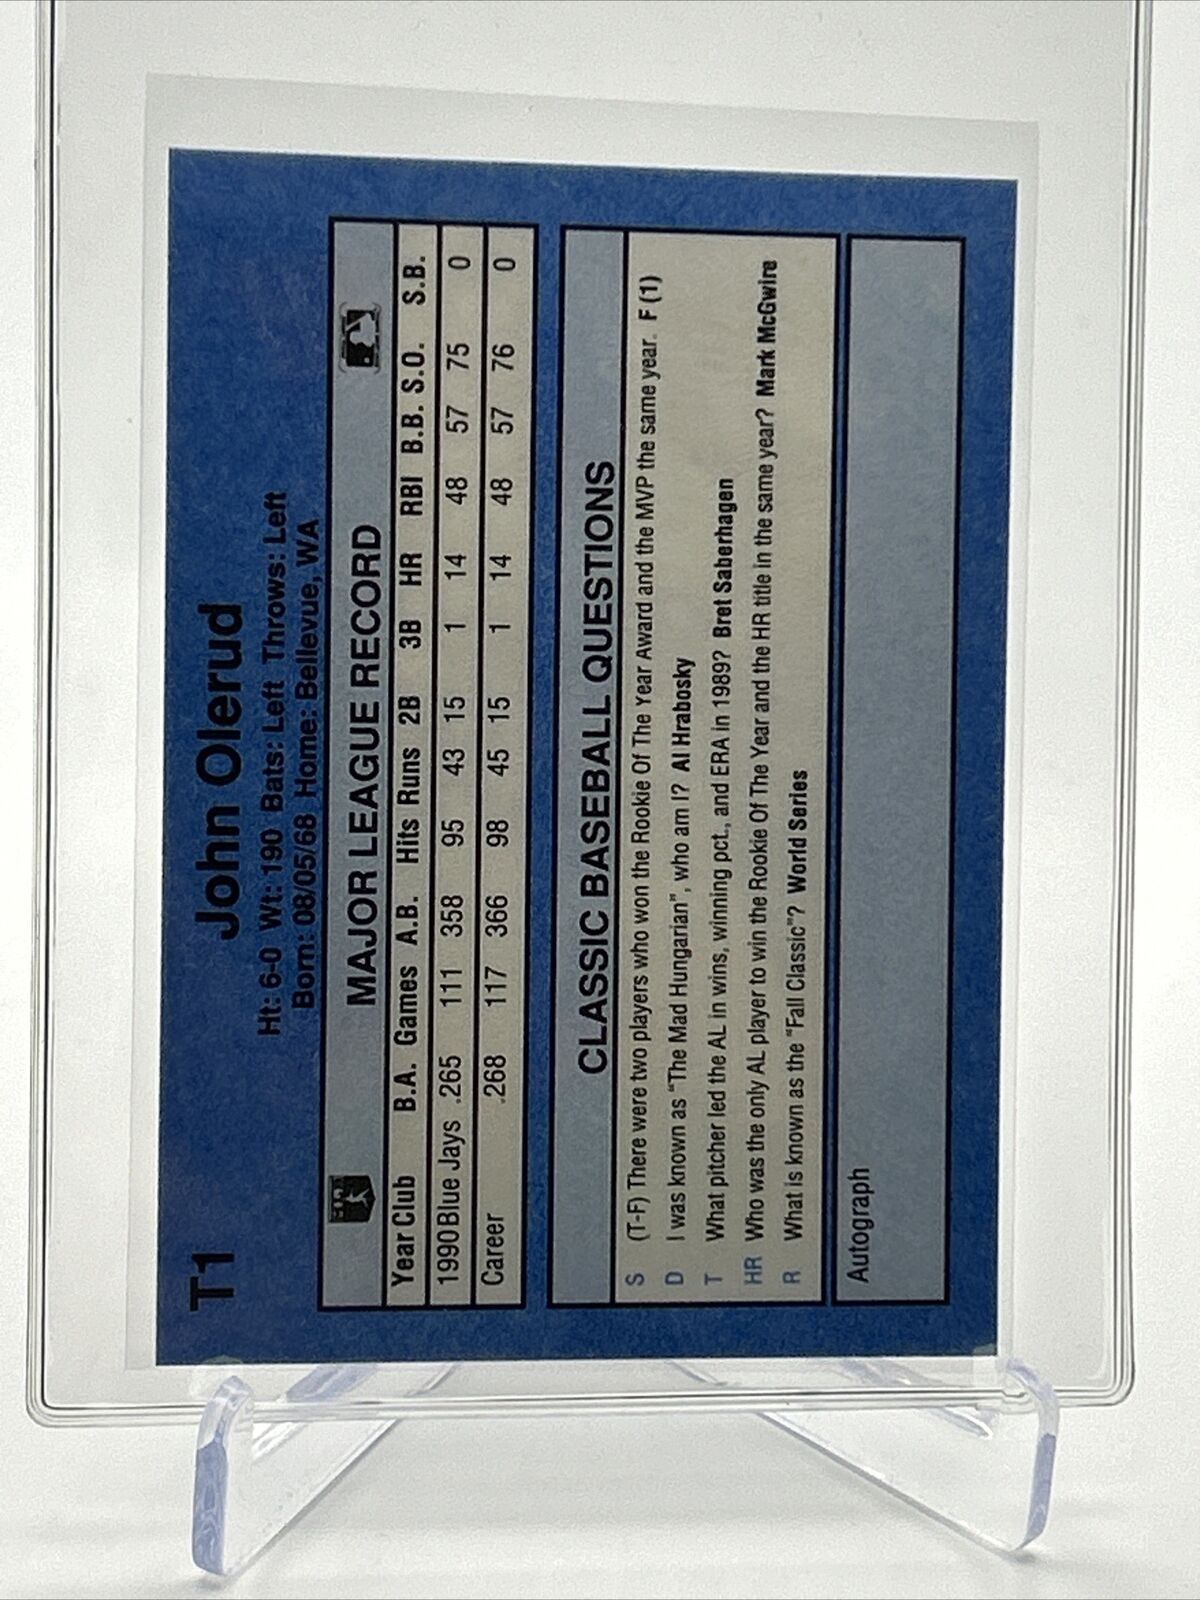 T1
John Olerud
Ht: 6-0 Wt: 190 Bats: Left Throws: Left
Born: 08/05/68 Home: Bellevue, WA
MAJOR LEAGUE RECORD
Year Club B.A. Games A.B. Hits Runs 2B 3B HR RBI B.B. S.O. S.B.
1990 Blue Jays .265 111 358 95 43 15 1 14 48 57 75 0
Career .268 117 366 98 45 15 1 14 48 57 76 0
CLASSIC BASEBALL QUESTIONS
S (T-F) There were two players who won the Rookie Of The Year Award and the MVP the same year. F (1)
D I was known as "The Mad Hungarian", who am I? Al Hrabosky
T What pitcher led the AL in wins, winning pct., and ERA in 1989? Bret Saberhagen
HR Who was the only AL player to win the Rookie Of The Year and the HR title in the same year? Mark McGwire
R What is known as the "Fall Classic"? World Series
Autograph